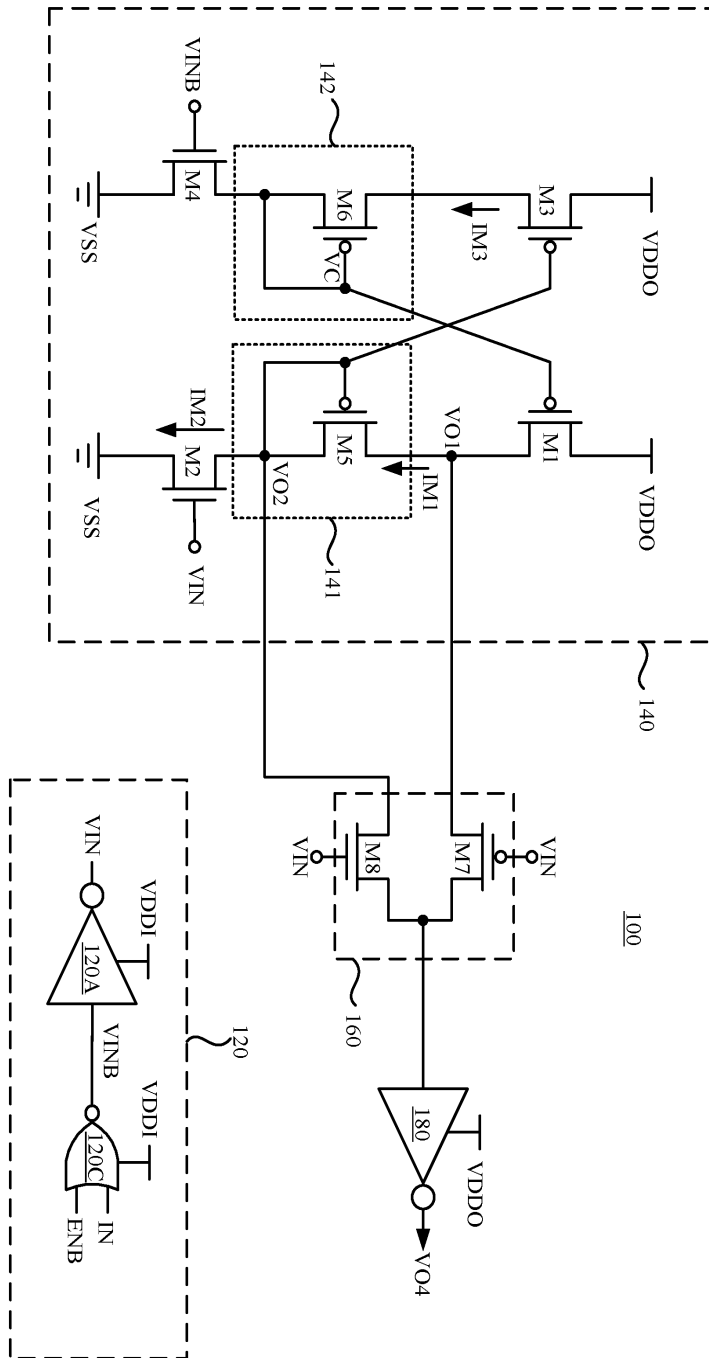 VINB
142
VSS
M4
M6
VC
IM3
M3
VDDO
IM2
M2
VSS
VIN
VO2
M5
141
IM1
VO1
M1
VDDO
140
VIN
M8
M7
VIN
160
100
180
VDDO
VO4
VIN
VDDI
120A
VINB
VDDI
120C
IN
ENB
120